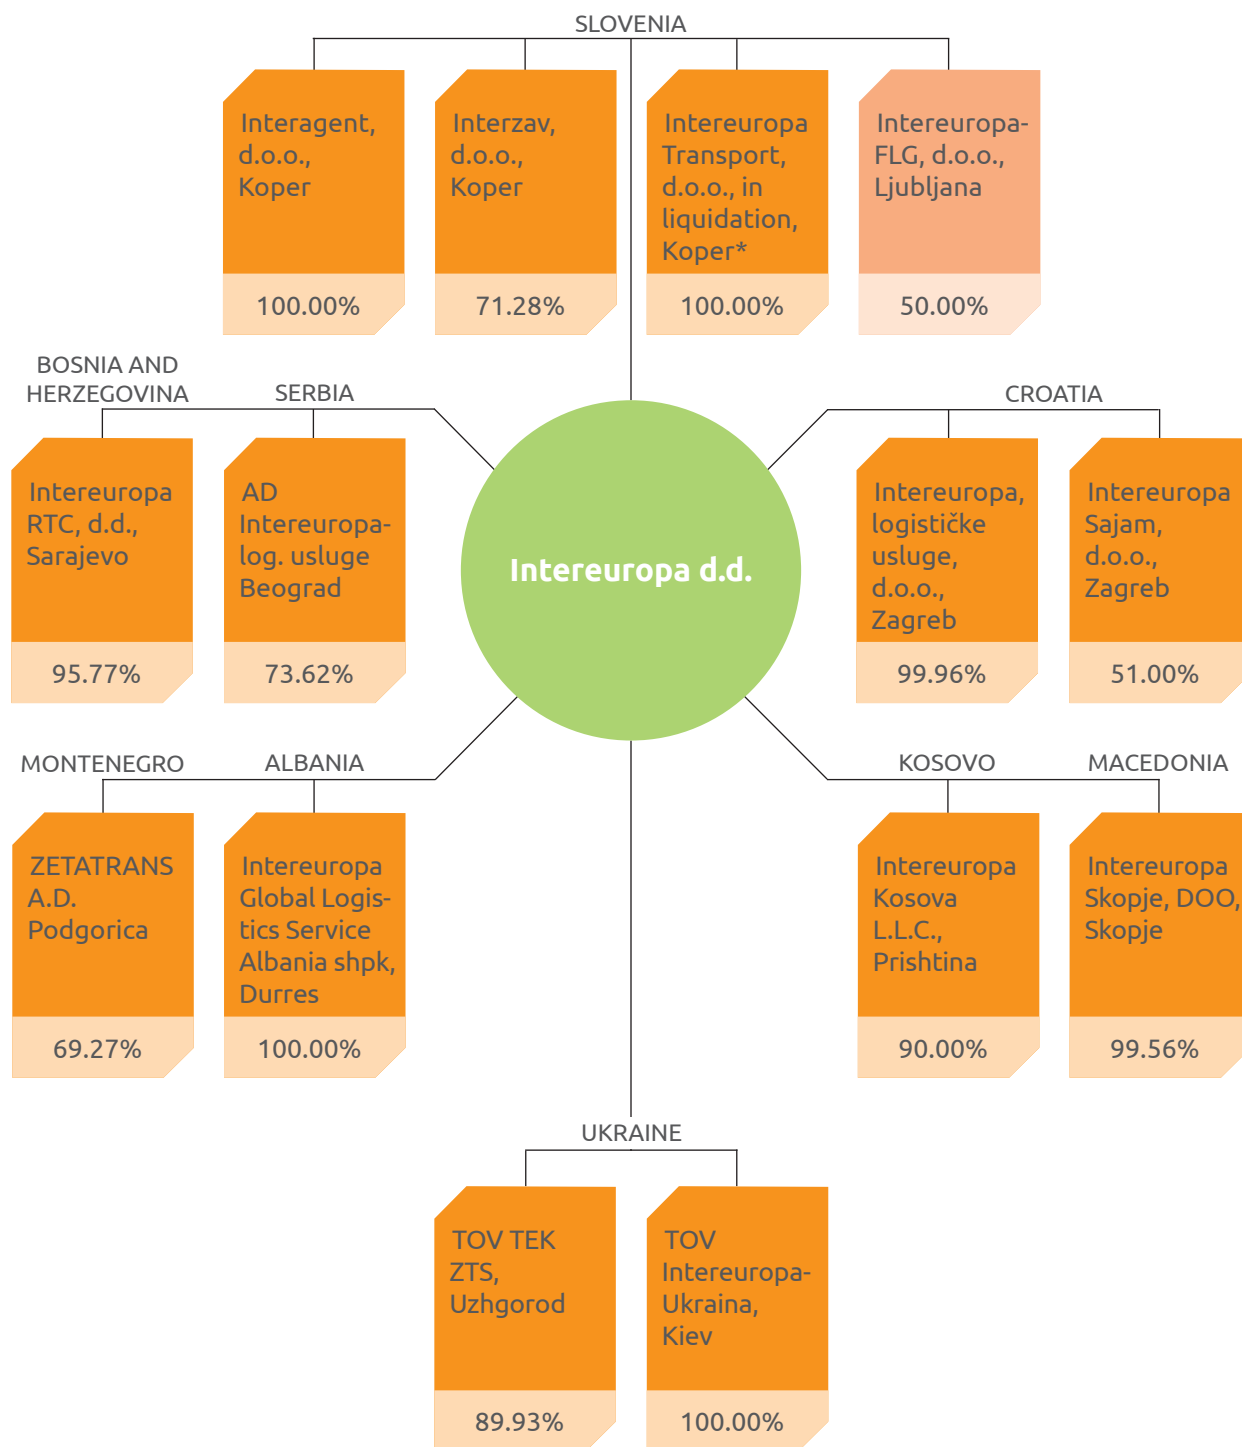 SLOVENIA
Interagent,
d.o.o.,
Koper
100.00%
Interzav,
d.o.o.,
Koper
71.28%
Intereuropa
Transport,
d.o.o., in
liquidation,
Koper*
100.00%
Intereuropa-
FLG, d.o.o.,
Ljubljana
50.00%
BOSNIA AND
HERZEGOVINA
Intereuropa
RTC, d.d.,
Sarajevo
95.77%
SERBIA
AD
Intereuropa-
log. usluge
Beograd
73.62%
Intereuropa d.d.
CROATIA
Intereuropa,
logističke
usluge,
d.o.o.,
Zagreb
99.96%
Intereuropa
Sajam,
d.o.o.,
Zagreb
51.00%
MONTENEGRO
ZETATRANS
A.D.
Podgorica
69.27%
ALBANIA
Intereuropa
Global Logis-
tics Service
Albania shpk,
Durres
100.00%
KOSOVO
Intereuropa
Kosova
L.L.C.,
Prishtina
90.00%
MACEDONIA
Intereuropa
Skopje, DOO,
Skopje
99.56%
UKRAINE
TOV TEK
ZTS,
Uzhgorod
89.93%
TOV
Intereuropa-
Ukraina,
Kiev
100.00%